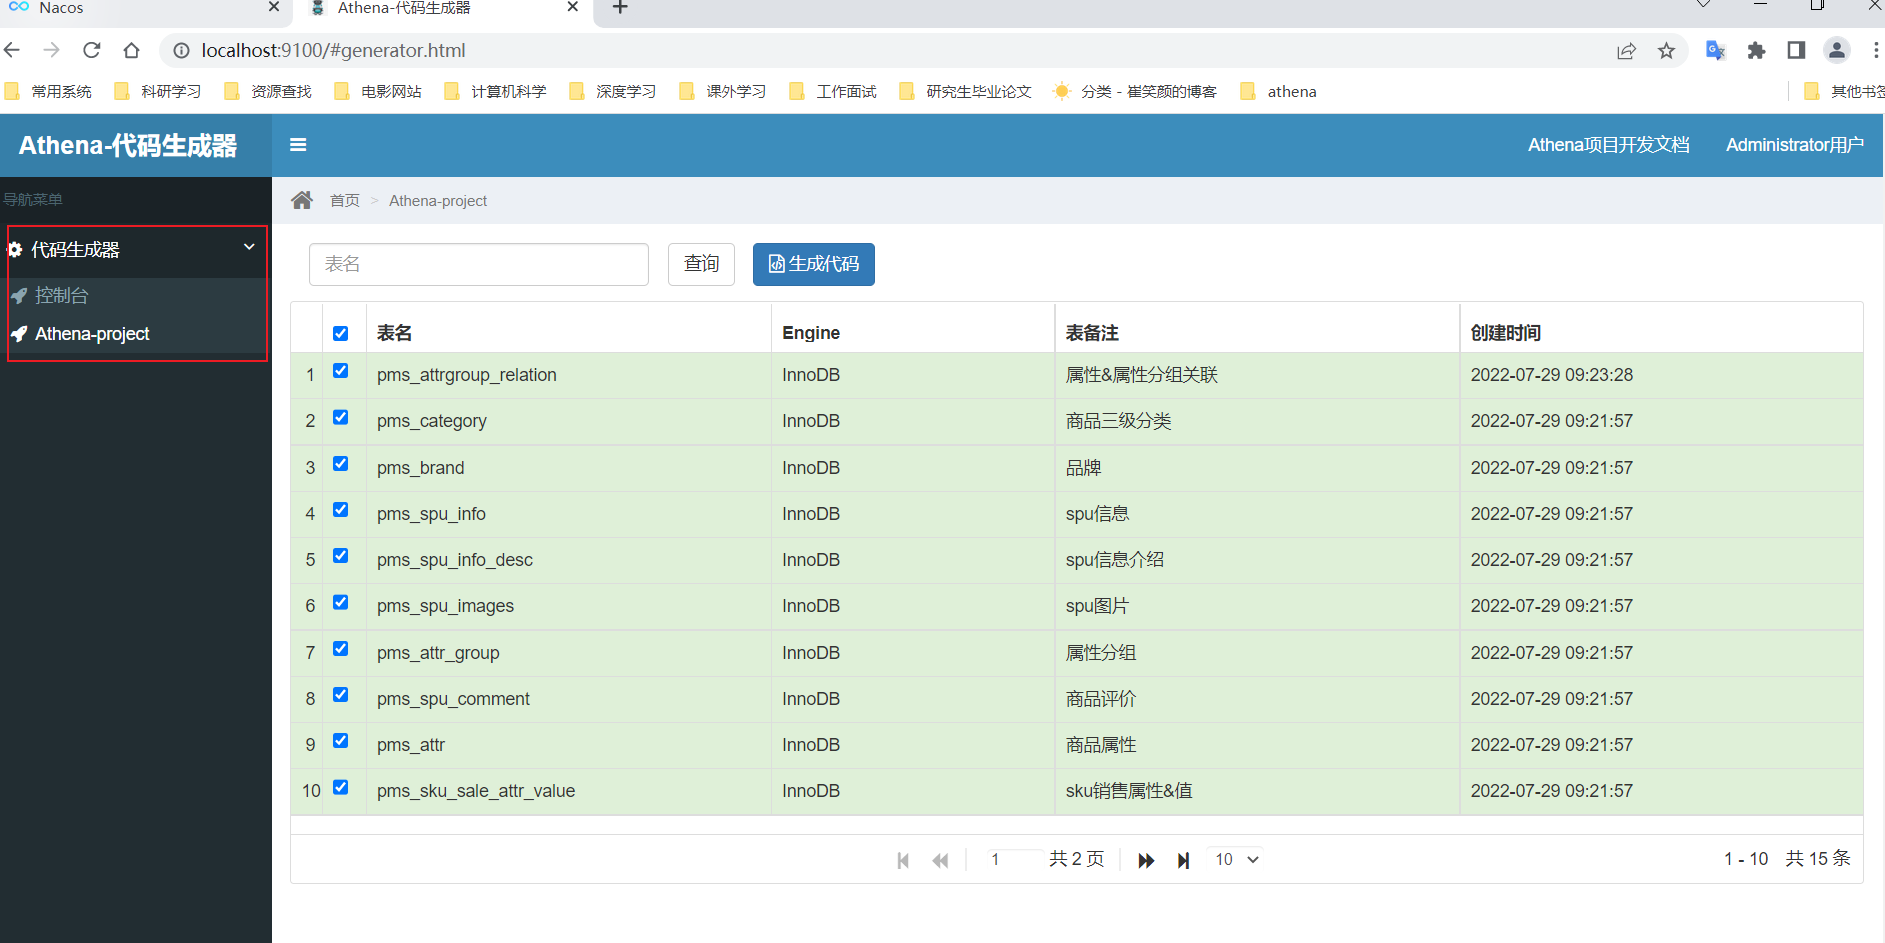 Nacos
Athena-代码生成器
localhost:9100/#generator.html
常用系统 科研学习 资源查找 电影网站 计算机科学 深度学习 课外学习 工作面试 研究生毕业论文 分类 - 崔笑颜的博客 athena 其他书签
Athena-代码生成器
Athena项目开发文档 Administrator用户
导航菜单
首页 > Athena-project
代码生成器
控制台
Athena-project
表名 查询 生成代码
表名 Engine 表备注 创建时间
1 pms_attrgroup_relation InnoDB 属性&属性分组关联 2022-07-29 09:23:28
2 pms_category InnoDB 商品三级分类 2022-07-29 09:21:57
3 pms_brand InnoDB 品牌 2022-07-29 09:21:57
4 pms_spu_info InnoDB spu信息 2022-07-29 09:21:57
5 pms_spu_info_desc InnoDB spu信息介绍 2022-07-29 09:21:57
6 pms_spu_images InnoDB spu图片 2022-07-29 09:21:57
7 pms_attr_group InnoDB 属性分组 2022-07-29 09:21:57
8 pms_spu_comment InnoDB 商品评价 2022-07-29 09:21:57
9 pms_attr InnoDB 商品属性 2022-07-29 09:21:57
10 pms_sku_sale_attr_value InnoDB sku销售属性&值 2022-07-29 09:21:57
1 共 2 页 10 1 - 10 共 15 条